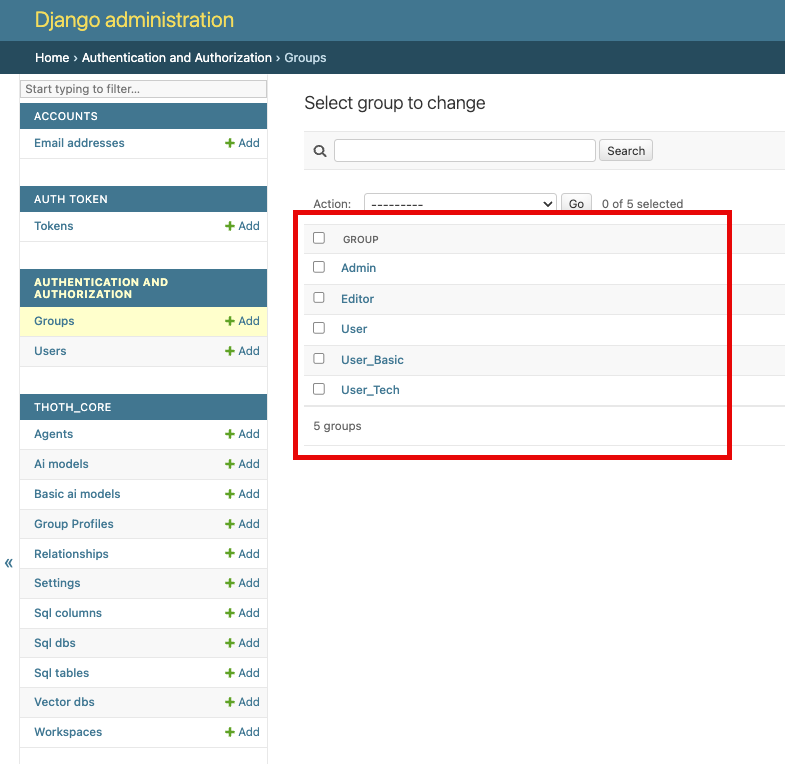 Django administration
Home › Authentication and Authorization › Groups
Start typing to filter...
ACCOUNTS
Email addresses + Add
AUTH TOKEN
Tokens + Add
AUTHENTICATION AND
AUTHORIZATION
Groups + Add
Users + Add
THOTH_CORE
Agents + Add
Ai models + Add
Basic ai models + Add
Group Profiles + Add
Relationships + Add
Settings + Add
Sql columns + Add
Sql dbs + Add
Sql tables + Add
Vector dbs + Add
Workspaces + Add
«
Select group to change
Search
Action: --------- Go 0 of 5 selected
GROUP
Admin
Editor
User
User_Basic
User_Tech
5 groups